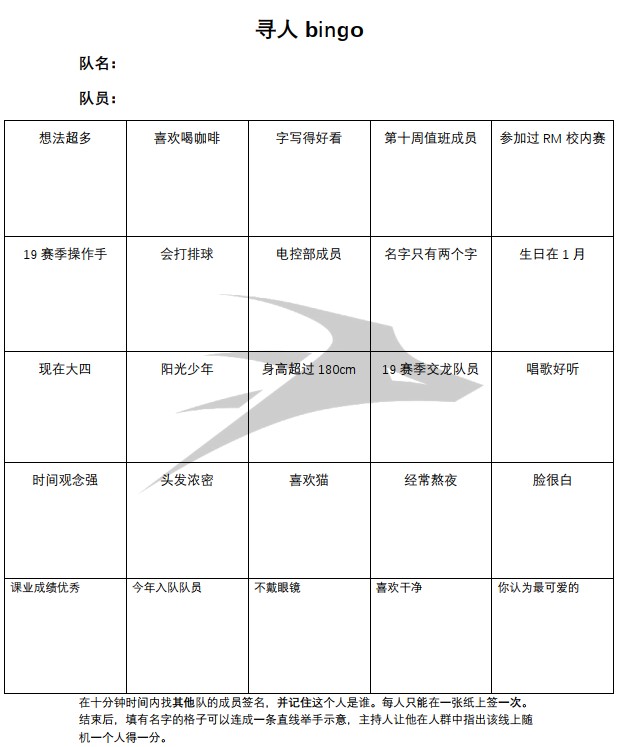 寻人 bingo
队名：
队员：
想法超多 喜欢喝咖啡 字写得好看 第十周值班成员 参加过 RM 校内赛
19 赛季操作手 会打排球 电控部成员 名字只有两个字 生日在 1 月
现在大四 阳光少年 身高超过 180cm 19 赛季交龙队员 唱歌好听
时间观念强 头发浓密 喜欢猫 经常熬夜 脸很白
课业成绩优秀 今年入队队员 不戴眼镜 喜欢干净 你认为最可爱的
在十分钟时间内找其他队的成员签名，并记住这个人是谁。每人只能在一张纸上签一次。
结束后，填有名字的格子可以连成一条直线举手示意，主持人让他在人群中指出该线上随
机一个人得一分。